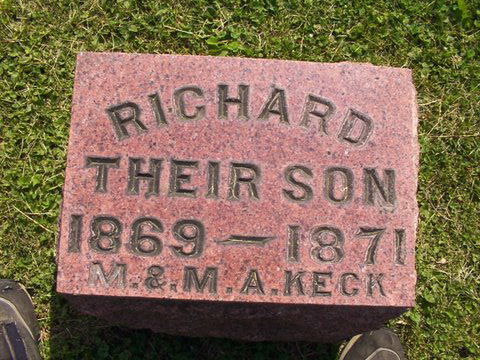 RICHARD
THEIR SON
1869 — 1871
M. & M. A. KECK